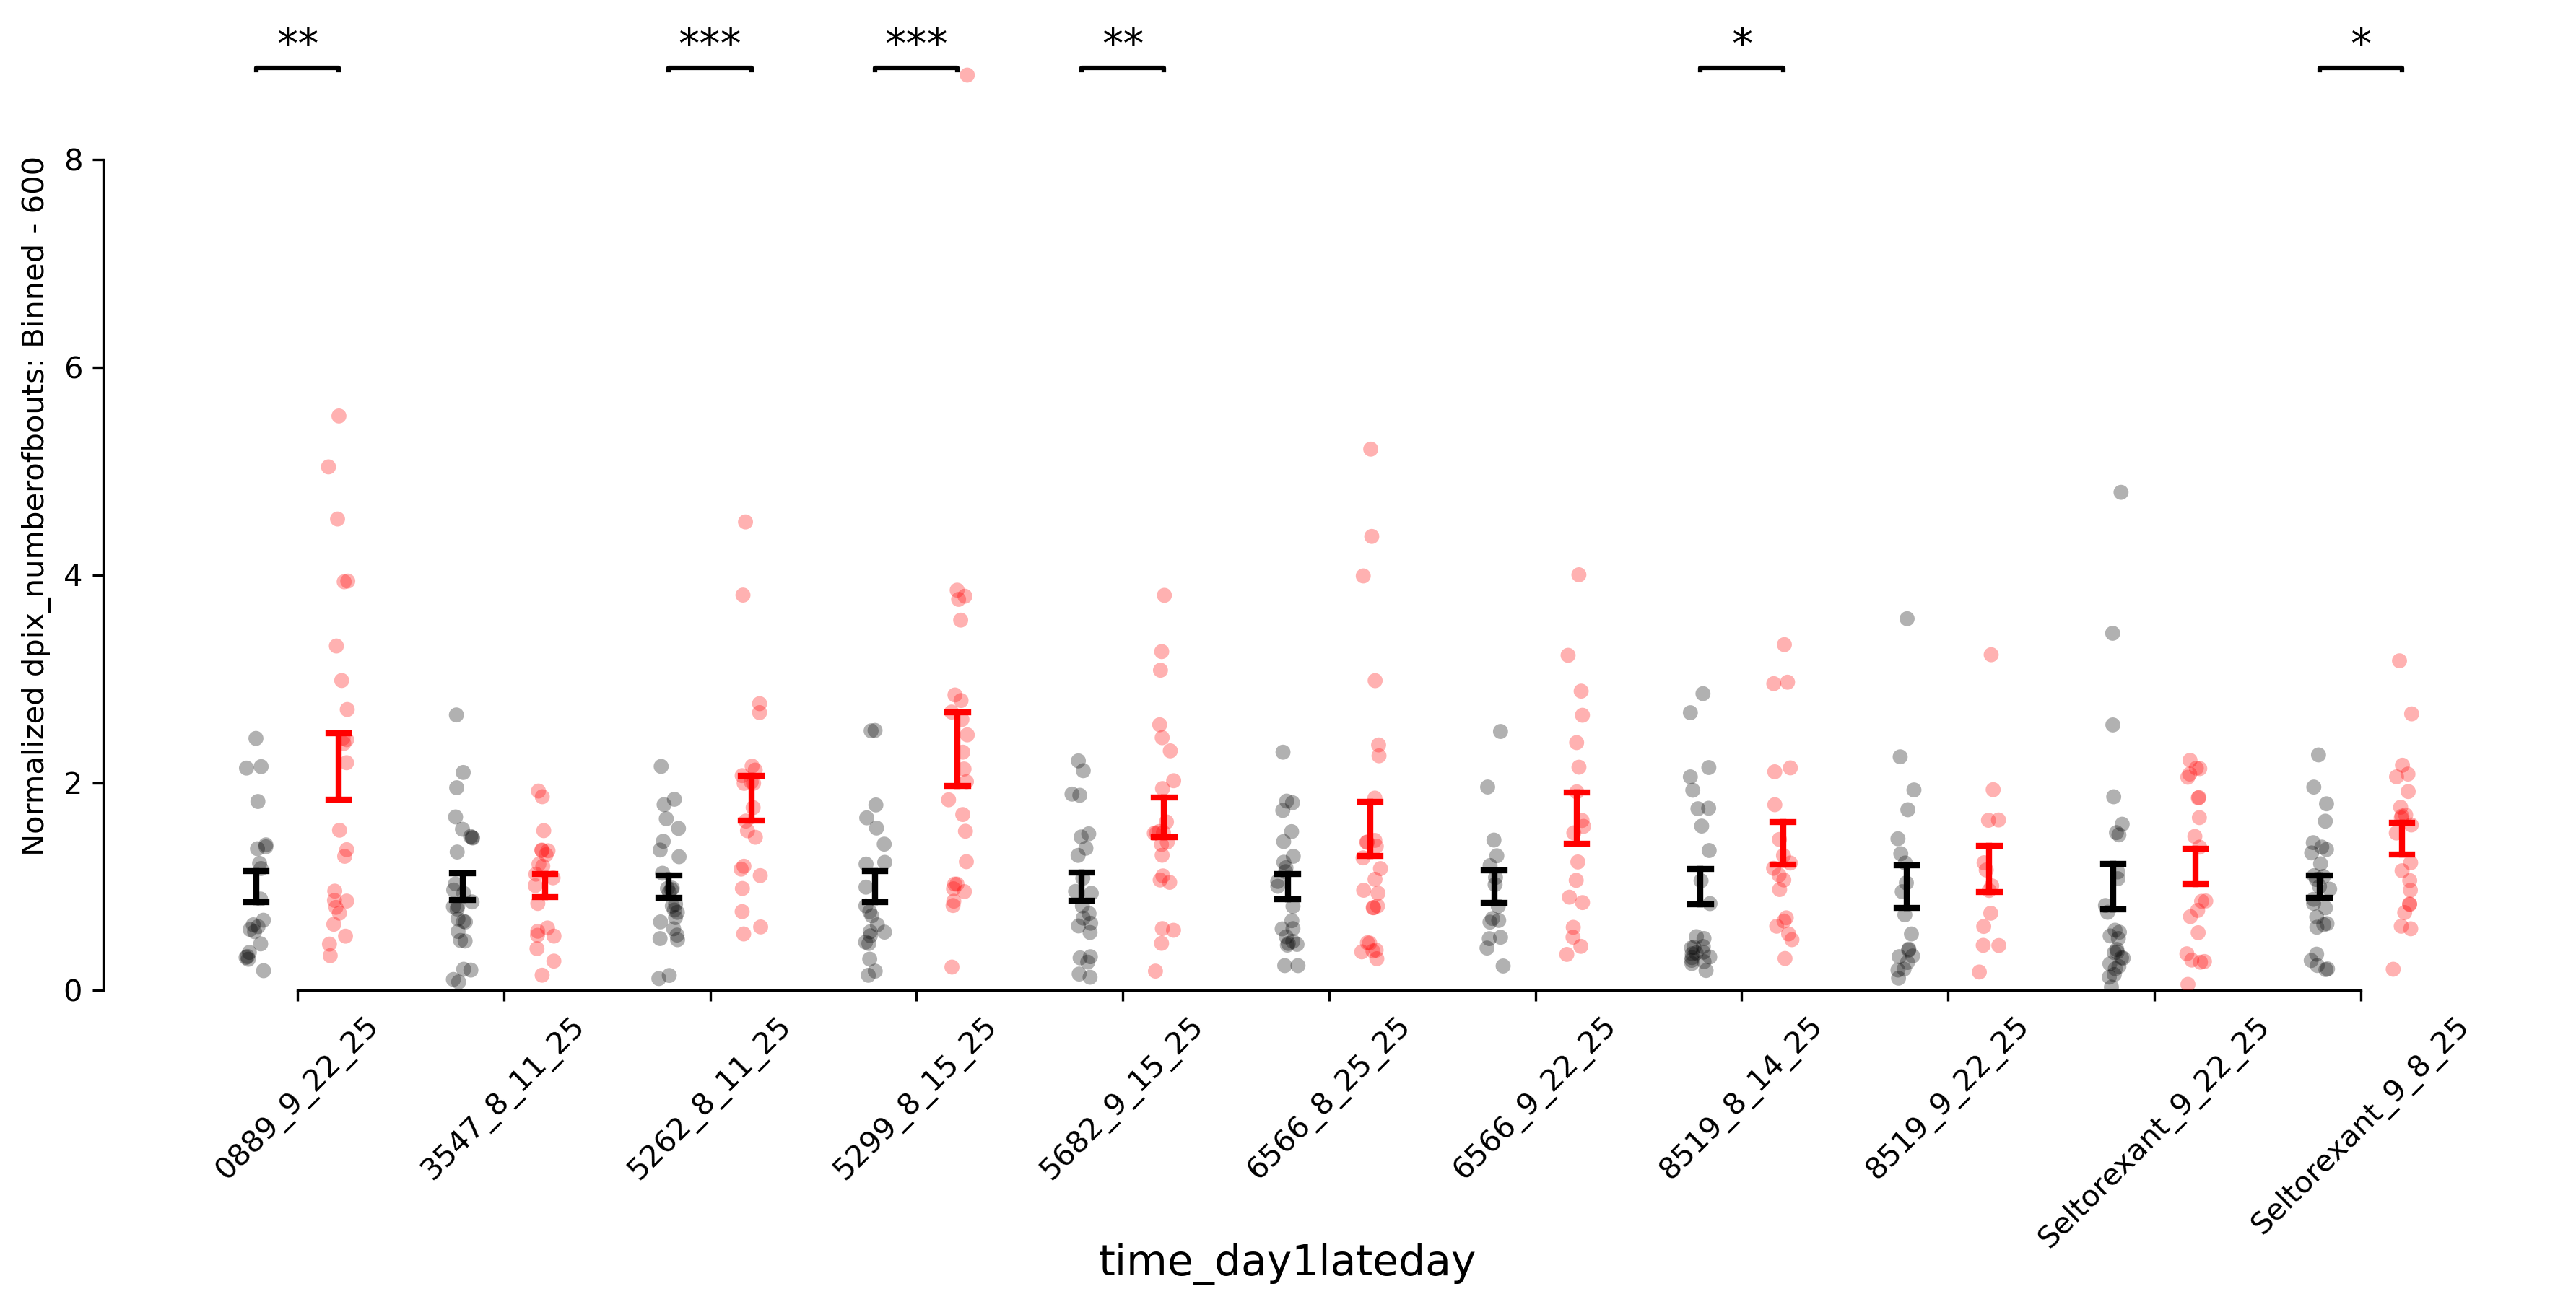 ** *** *** ** * *
Normalized dpix_numberofbouts: Binned - 600
8
6
4
2
0
0889_9_22_25
3547_8_11_25
5262_8_11_25
5299_8_15_25
5682_9_15_25
6566_8_25_25
6566_9_22_25
8519_8_14_25
8519_9_22_25
Seltorexant_9_22_25
Seltorexant_9_8_25
time_day1lateday